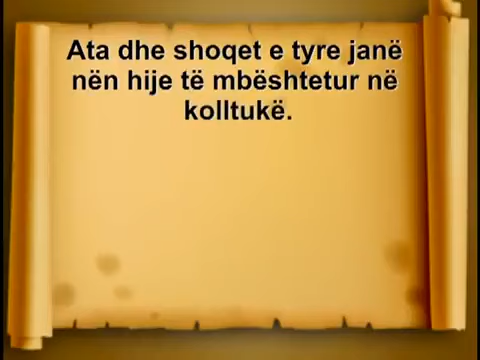 Ata dhe shoqet e tyre janë
nën hije të mbështetur në
kolltukë.